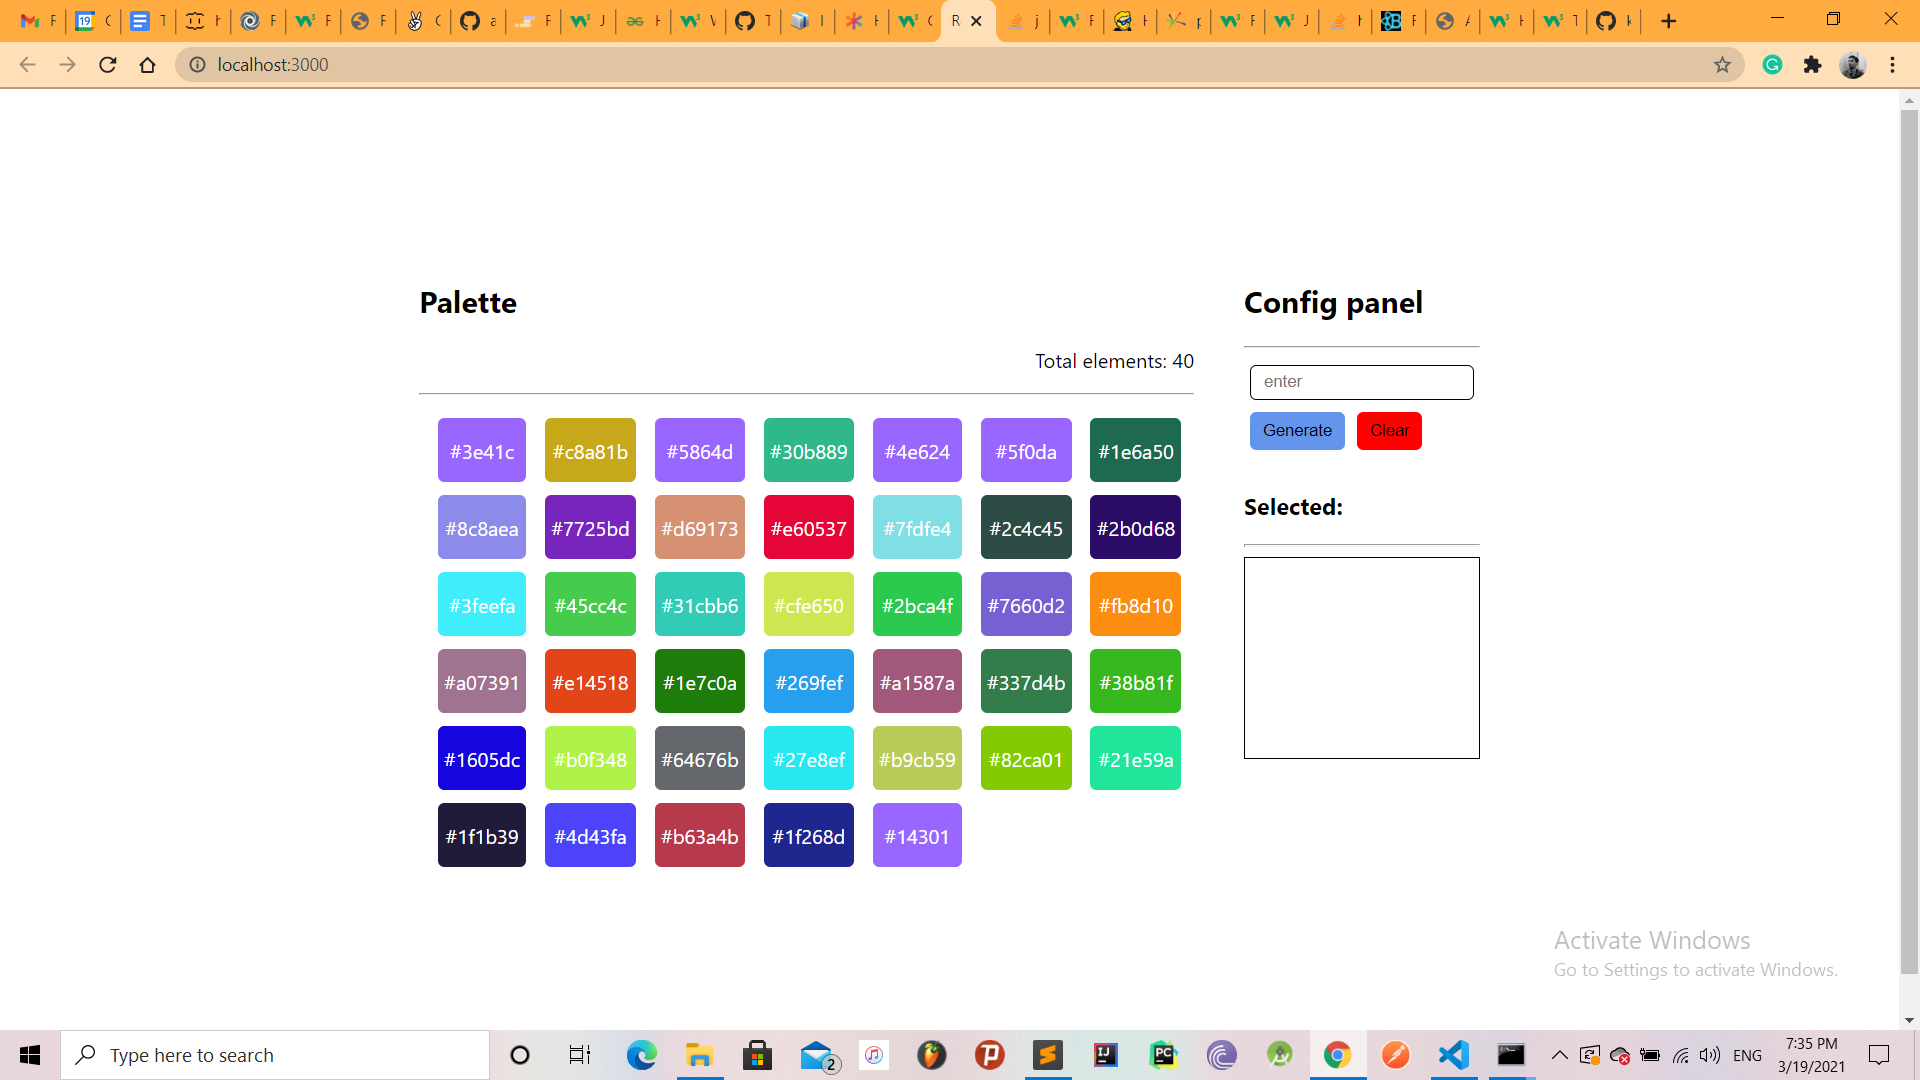 localhost:3000
Palette
Config panel
Total elements: 40
enter
Generate Clear
#3e41c #c8a81b #5864d #30b889 #4e624 #5f0da #1e6a50
Selected:
#8c8aea #7725bd #d69173 #e60537 #7fdfe4 #2c4c45 #2b0d68
#3feefa #45cc4c #31cbb6 #cfe650 #2bca4f #7660d2 #fb8d10
#a07391 #e14518 #1e7c0a #269fef #a1587a #337d4b #38b81f
#1605dc #b0f348 #64676b #27e8ef #b9cb59 #82ca01 #21e59a
#1f1b39 #4d43fa #b63a4b #1f268d #14301
Activate Windows
Go to Settings to activate Windows.
Type here to search
2
ENG
7:35 PM
3/19/2021